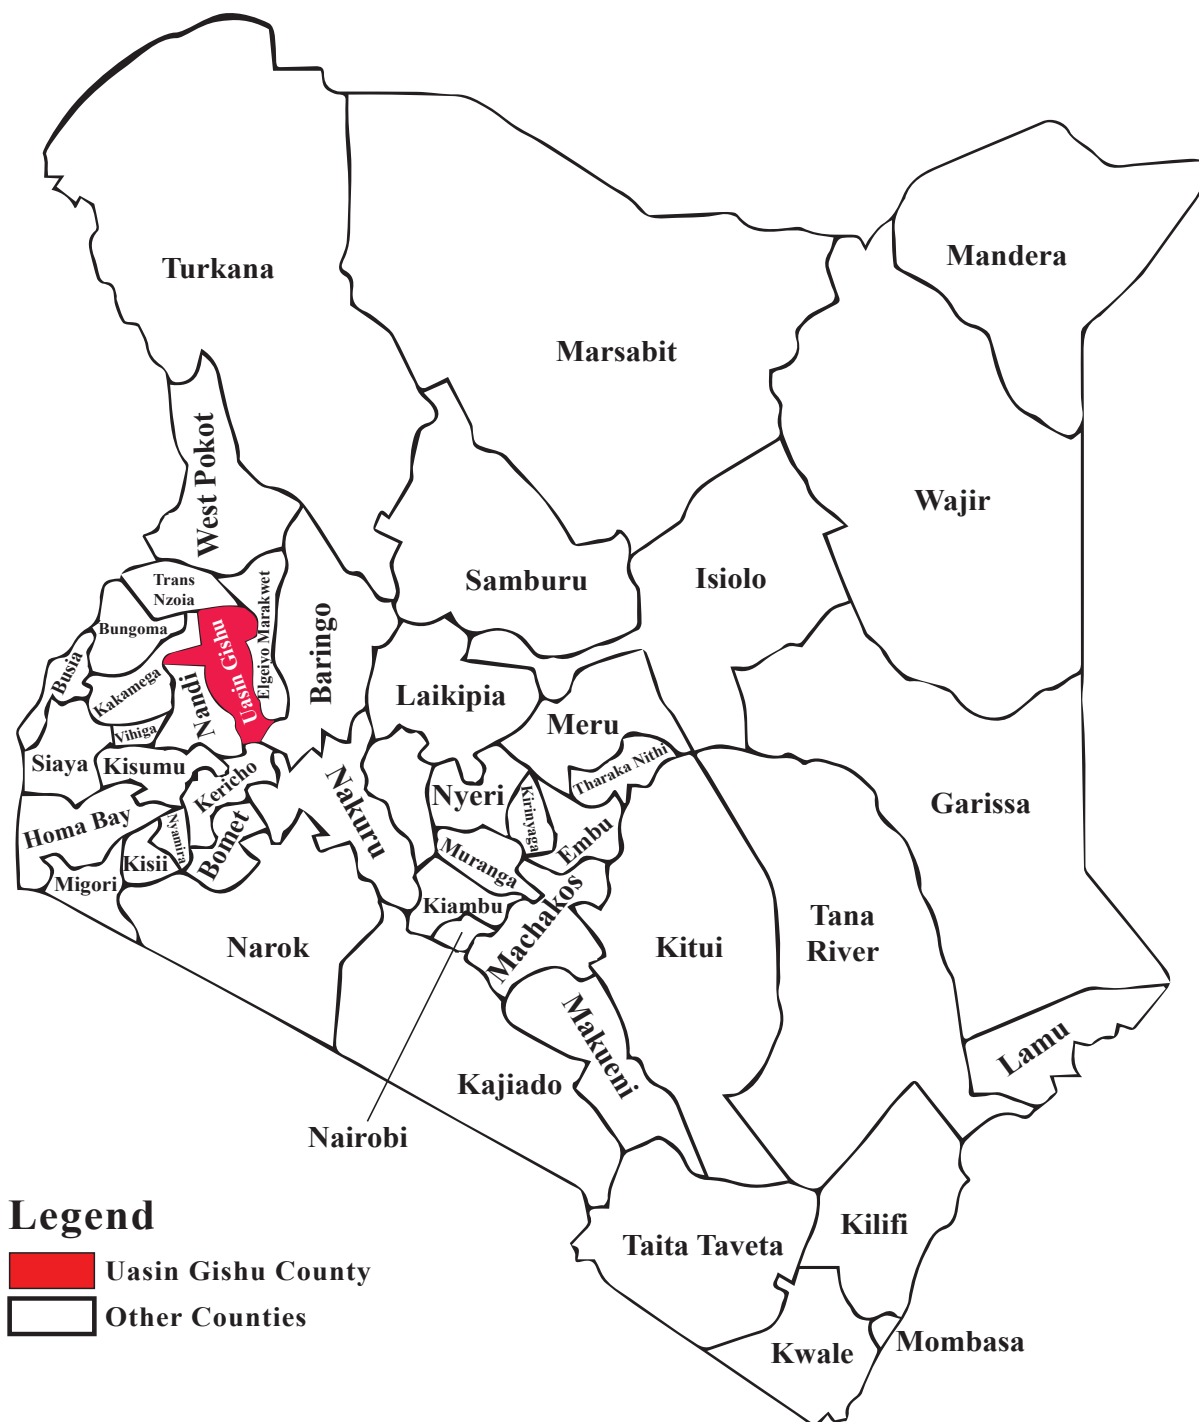 Turkana
Marsabit
Mandera
Wajir
West Pokot
Samburu
Isiolo
Trans
Nzoia
Elgeiyo Marakwet
Baringo
Bungoma
Uasin Gishu
Busia
Kakamega
Nandi
Laikipia
Meru
Vihiga
Siaya
Kisumu
Kericho
Tharaka Nithi
Nakuru
Nyeri
Kirinyaga
Garissa
Homa Bay
Nyamira
Bomet
Embu
Kisii
Migori
Muranga
Kiambu
Machakos
Narok
Kitui
Tana
River
Makueni
Lamu
Kajiado
Nairobi
Taita Taveta
Kilifi
Kwale
Mombasa
Legend
Uasin Gishu County
Other Counties